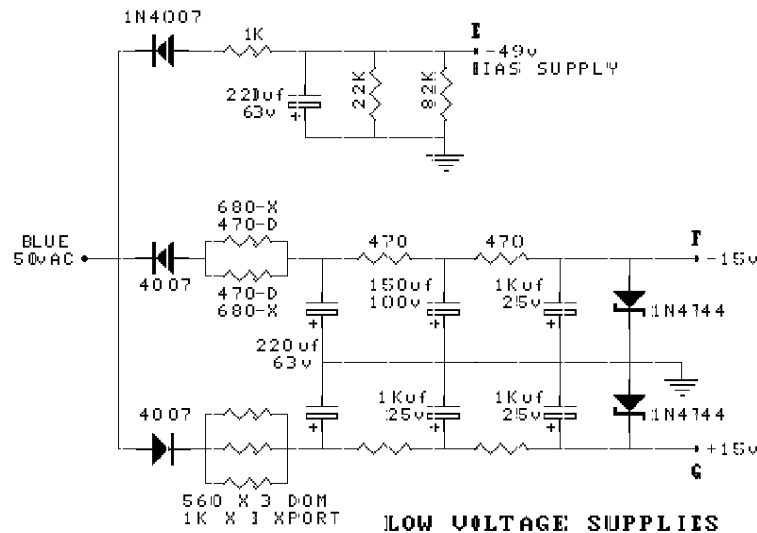 1N4007
1K
E
-49v
BIAS SUPPLY
220uf
63v
+
22K
82K
680-X
470-D
BLUE
50vAC
4007
470-D
680-X
470
470
F
-15v
150uf
100v
+
1Kuf
25v
+
1N4744
+
220uf
63v
4007
1Kuf
25v
+
1Kuf
25v
+
1N4744
+
+15v
G
560 X 3 DOM
1K X 3 XPORT
LOW VOLTAGE SUPPLIES